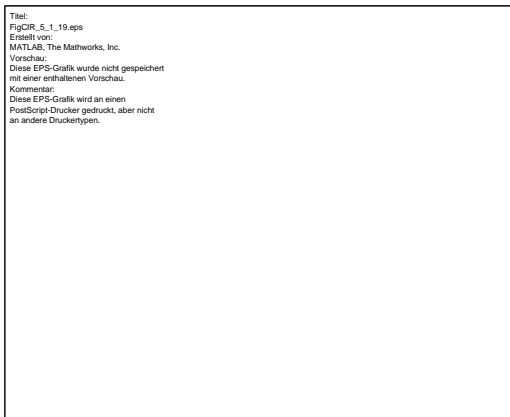 Titel:
FigCIR_5_1_19.eps
Erstellt von:
MATLAB, The Mathworks, Inc.
Vorschau:
Diese EPS-Grafik wurde nicht gespeichert
mit einer enthaltenen Vorschau.
Kommentar:
Diese EPS-Grafik wird an einen
PostScript-Drucker gedruckt, aber nicht
an andere Druckertypen.